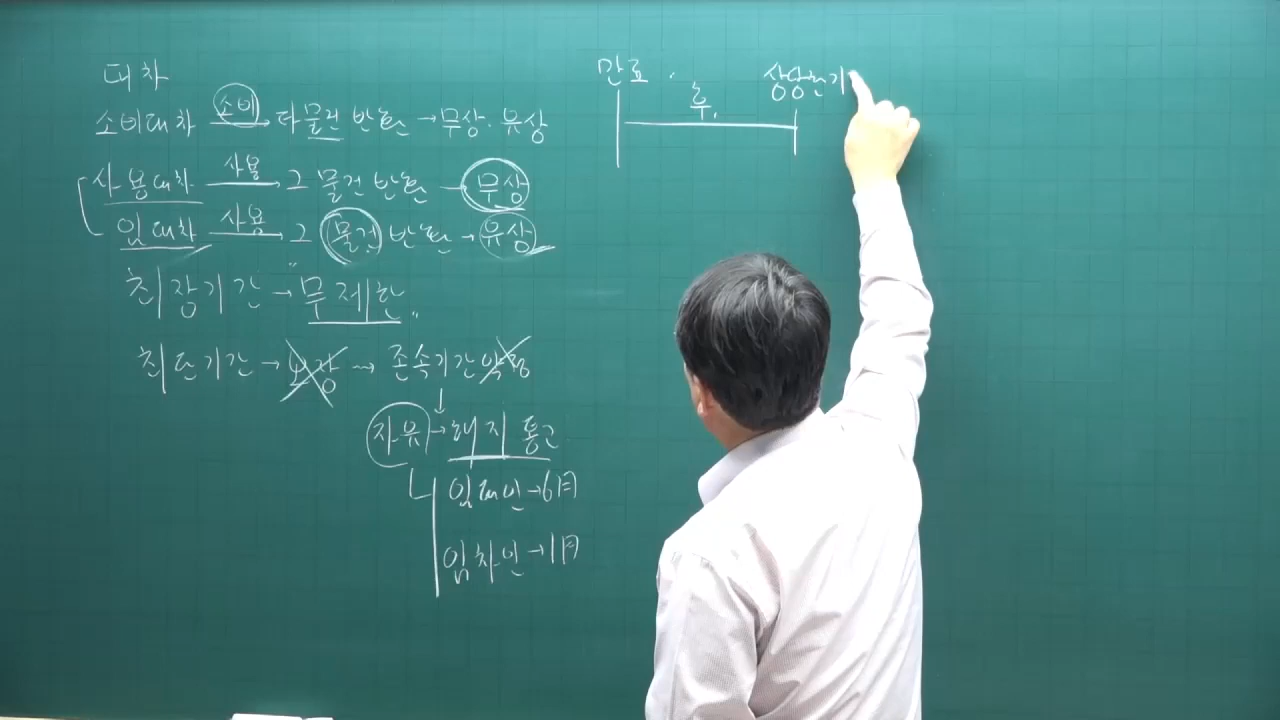 대차
소비대차 소비 → 타물건 반환 → 무상. 유상
사용대차 사용 그 물건 반환 → 무상
임대차 사용 그 물건 반환 → 유상
최장기간 → "무제한"
최단기간 → 보장 → 존속기간 약정
↓
자유 → 해지 통고
임대인 → 6月
임차인 → 1月
만료. 후. 상당한기